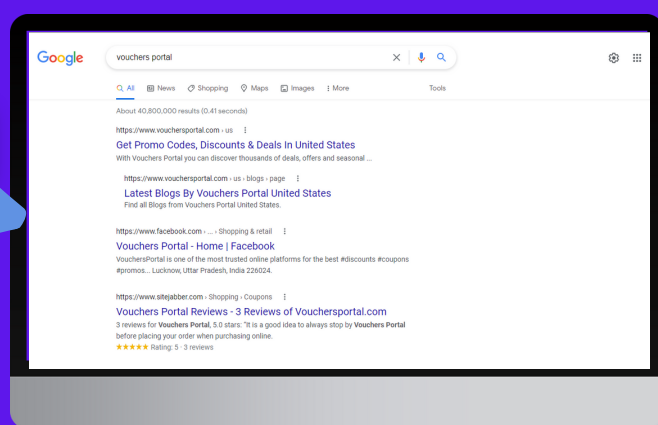 Google
vouchers portal
All News Shopping Maps Images More Tools
About 40,800,000 results (0.41 seconds)
https://www.vouchersportal.com › us
Get Promo Codes, Discounts & Deals In United States
With Vouchers Portal you can discover thousands of deals, offers and seasonal ...
https://www.vouchersportal.com › us › blogs › page
Latest Blogs By Vouchers Portal United States
Find all Blogs from Vouchers Portal United States.
https://www.facebook.com › ... › Shopping & retail
Vouchers Portal - Home | Facebook
VouchersPortal is one of the most trusted online platforms for the best #discounts #coupons
#promos... Lucknow, Uttar Pradesh, India 226024.
https://www.sitejabber.com › Shopping › Coupons
Vouchers Portal Reviews - 3 Reviews of Vouchersportal.com
3 reviews for Vouchers Portal, 5.0 stars: "It is a good idea to always stop by Vouchers Portal
before placing your order when purchasing online.
Rating: 5 · 3 reviews